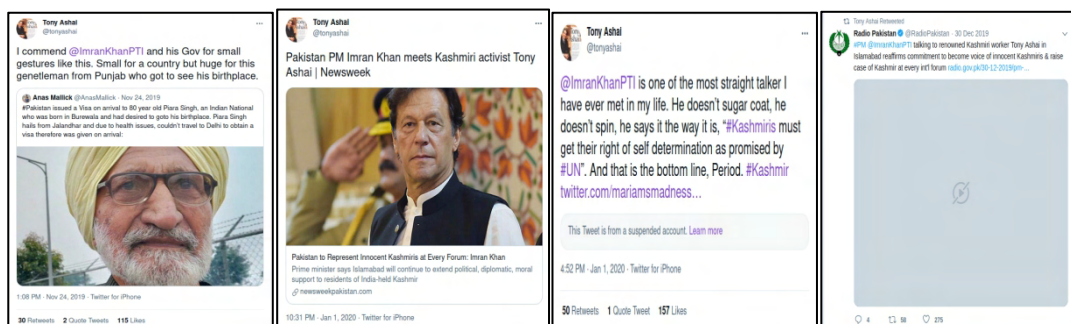 Tony Ashai
@tonyashai
I commend @ImranKhanPTI and his Gov for small
gestures like this. Small for a country but huge for this
genetleman from Punjab who got to see his birthplace.
Anas Mallick @AnasMallick · Nov 24, 2019
#Pakistan issued a Visa on arrival to 80 year old Piara Singh, an Indian National
who was born in Burewala and had desired to goto his birthplace. Piara Singh
hails from Jalandhar and due to health issues, couldn't travel to Delhi to obtain a
visa therefore was given on arrival:
1:08 PM · Nov 24, 2019 · Twitter for iPhone
30 Retweets 2 Quote Tweets 115 Likes
Tony Ashai
@tonyashai
Pakistan PM Imran Khan meets Kashmiri activist Tony
Ashai | Newsweek
Pakistan to Represent Innocent Kashmiris at Every Forum: Imran Khan
Prime minister says Islamabad will continue to extend political, diplomatic, moral
support to residents of India-held Kashmir
newsweekpakistan.com
10:31 PM · Jan 1, 2020 · Twitter for iPhone
Tony Ashai
@tonyashai
@ImranKhanPTI is one of the most straight talker I
have ever met in my life. He doesn't sugar coat, he
doesn't spin, he says it the way it is, "#Kashmiris must
get their right of self determination as promised by
#UN". And that is the bottom line, Period. #Kashmir
twitter.com/mariamsmadness…
This Tweet is from a suspended account. Learn more
4:52 PM · Jan 1, 2020 · Twitter for iPhone
50 Retweets 1 Quote Tweet 157 Likes
Tony Ashai Retweeted
Radio Pakistan @RadioPakistan · 30 Dec 2019
#PM @ImranKhanPTI talking to renowned Kashmiri worker Tony Ashai in
Islamabad reaffirms commitment to become voice of innocent Kashmiris & raise
case of Kashmir at every int'l forum radio.gov.pk/30-12-2019/pm-...
4 50 275